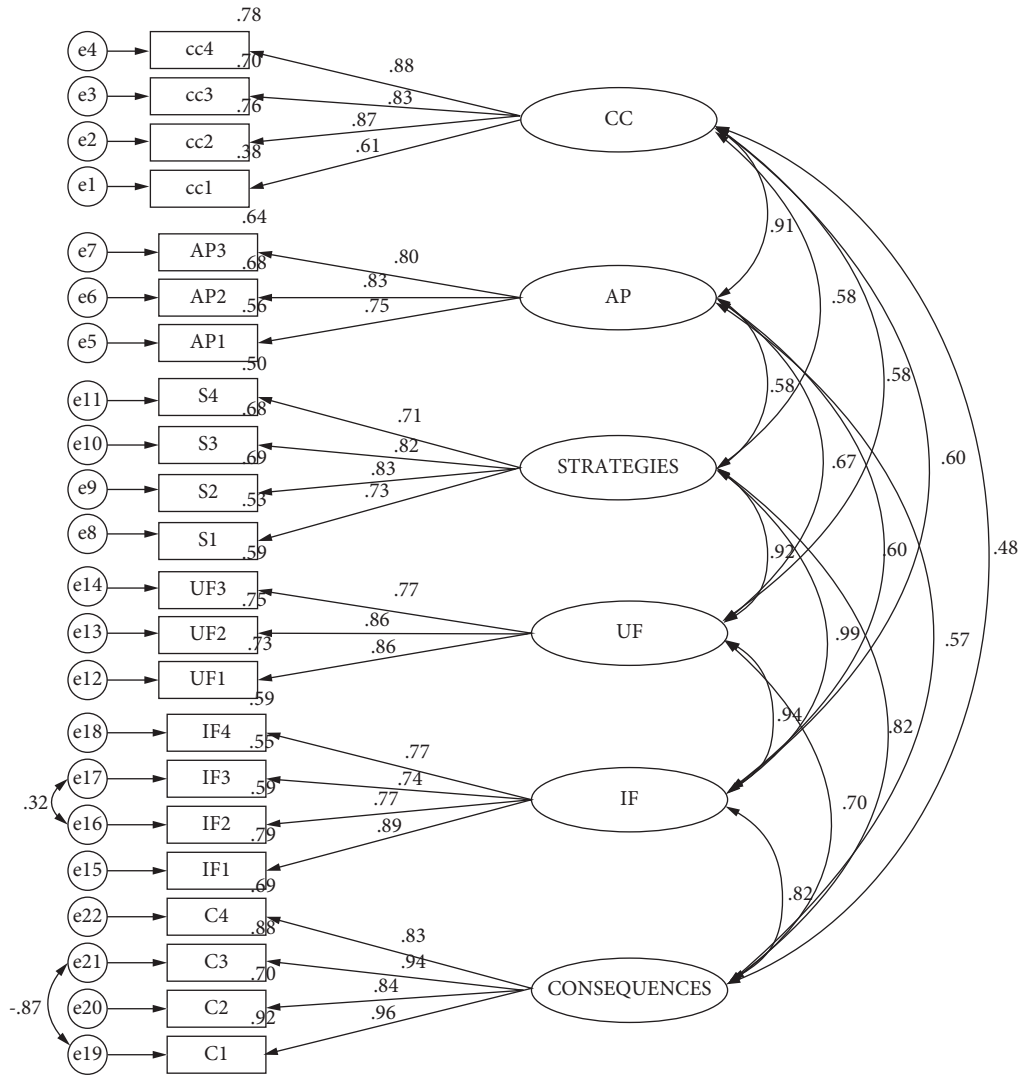 .78
e4 cc4
.70
.88
e3 cc3 .83
.76
CC
e2 cc2 .87
.38
e1 cc1 .61
.64
e7 AP3 .80
.68
.91
e6 AP2 .83
.56
AP
.58
e5 AP1 .75
.50
e11 S4 .71
.68
.58
.58
e10 S3 .82
.69
.67
.60
e9 S2 .83
.53
STRATEGIES
e8 S1 .73
.59
.92
.60
.48
e14 UF3 .77
.75
e13 UF2 .86
.73
UF
.99
.57
e12 UF1 .86
.59
e18 IF4 .77
.55
.94
.82
e17 IF3 .74
.59
.32
IF
.70
e16 IF2 .77
.79
e15 IF1 .89
.69
.82
e22 C4 .83
.88
e21 C3 .94
.70
-.87
CONSEQUENCES
e20 C2 .84
.92
e19 C1 .96